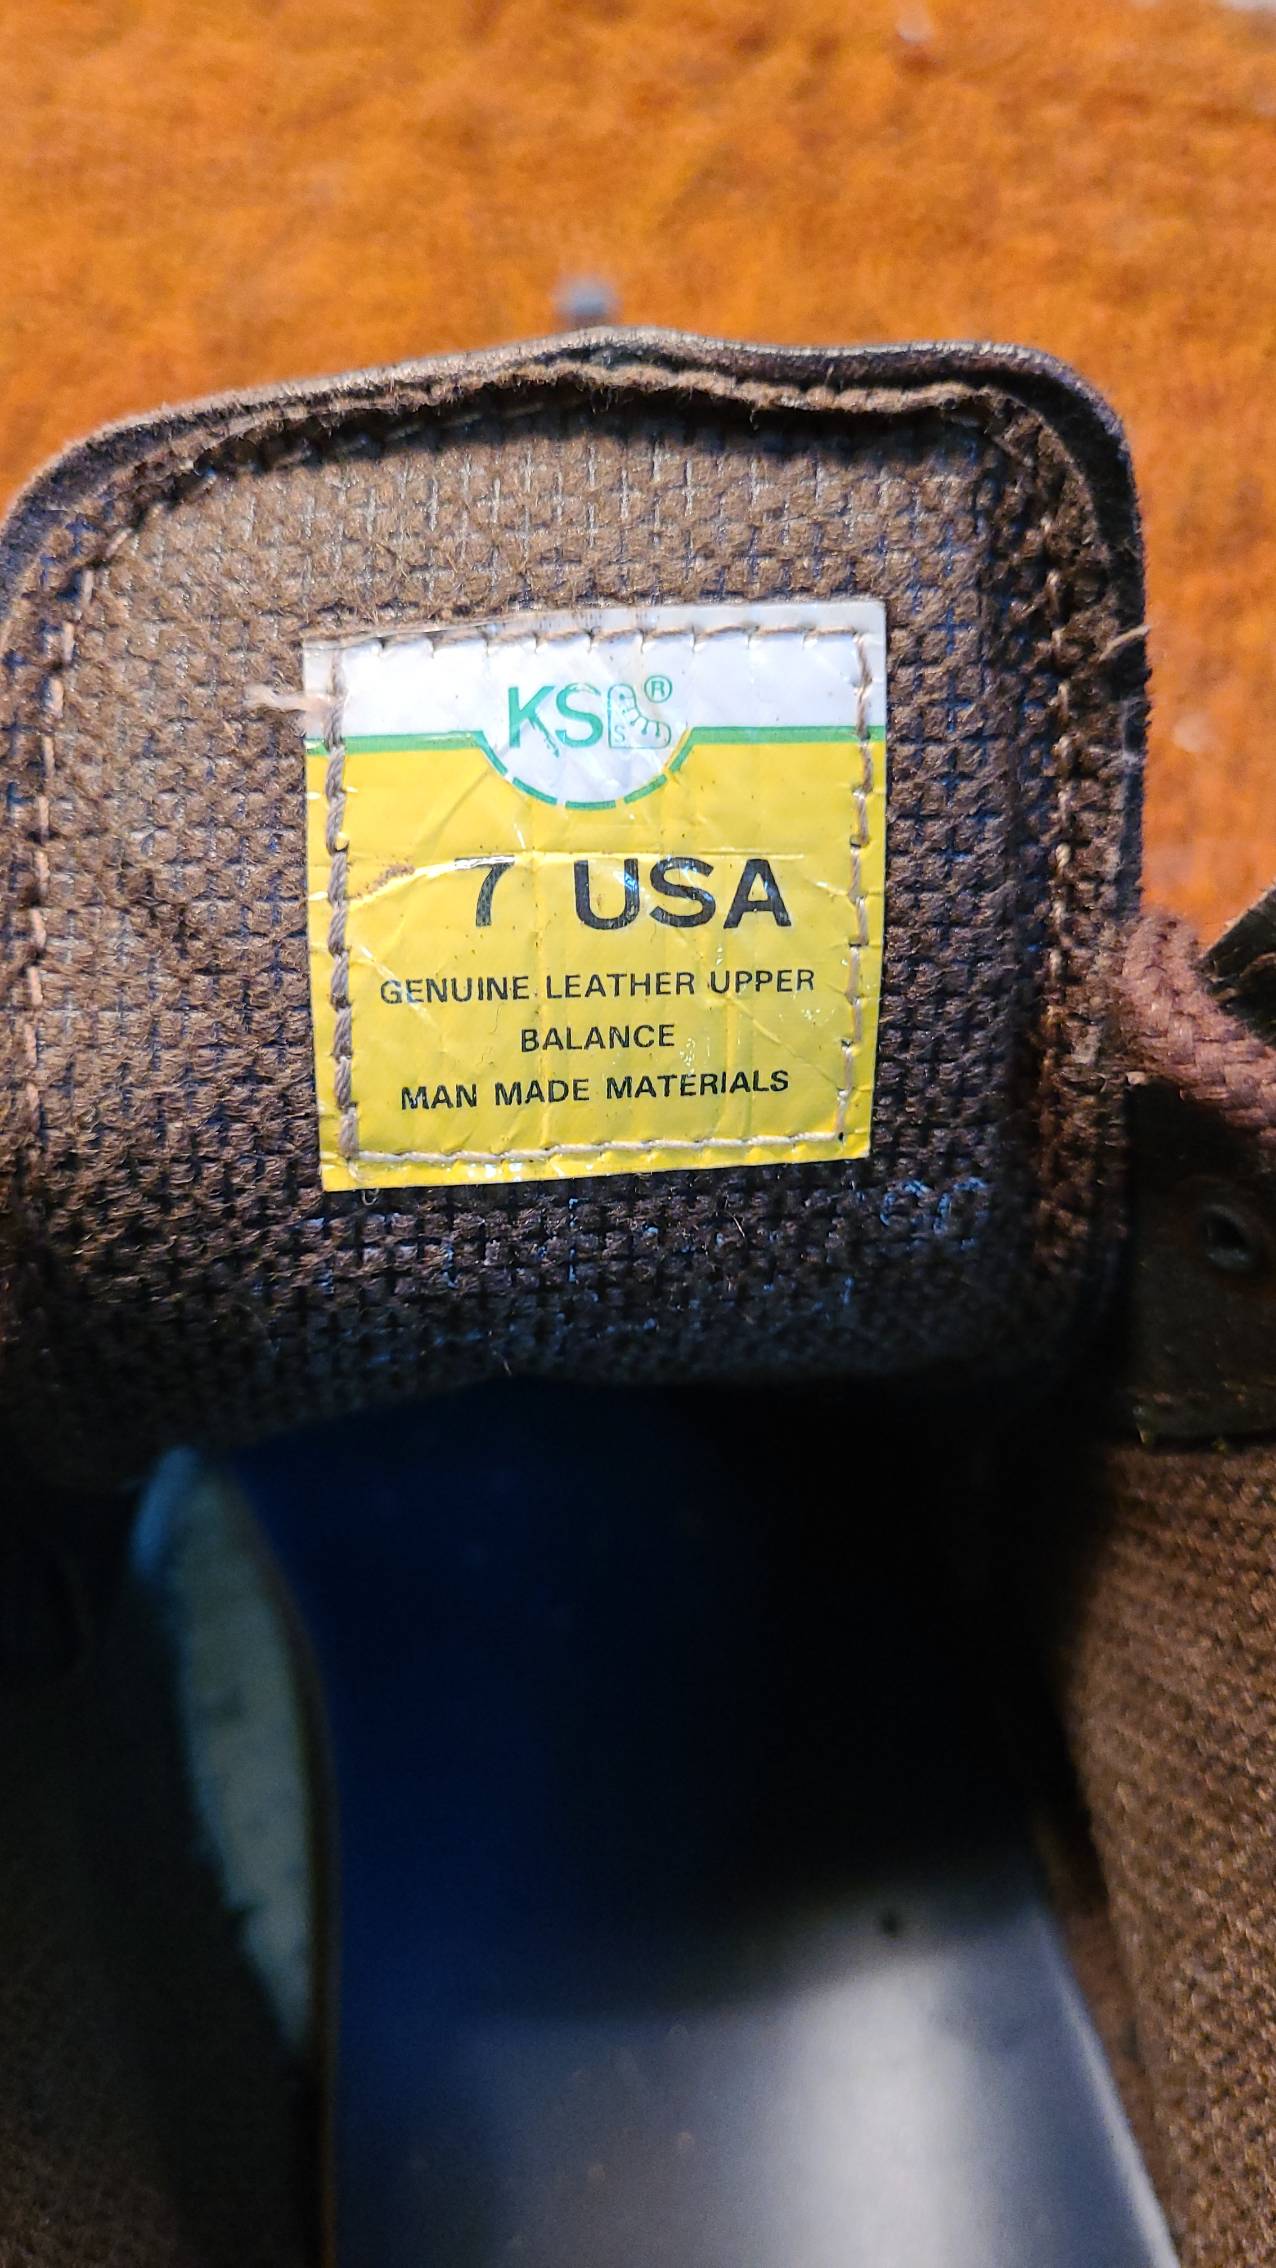 KS ®
S
7 USA
GENUINE LEATHER UPPER
BALANCE
MAN MADE MATERIALS